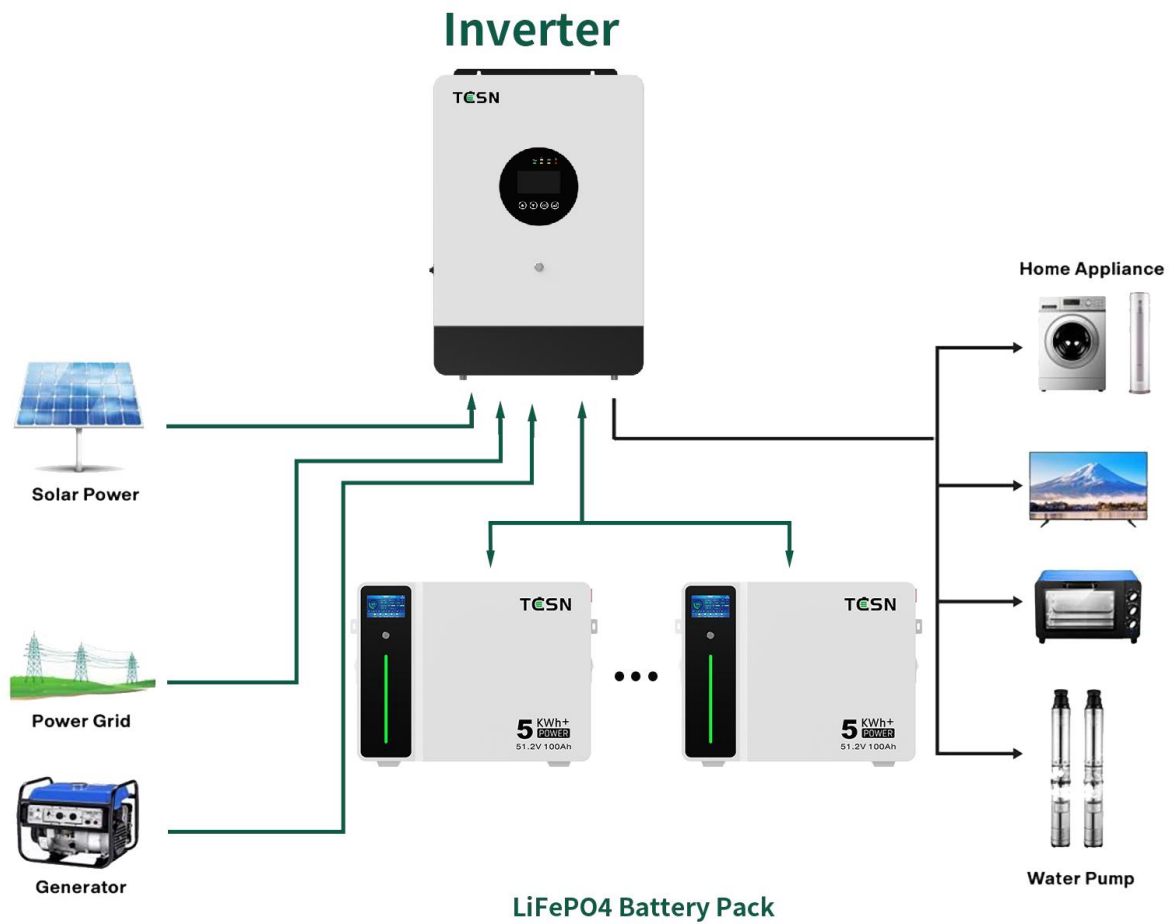 Inverter
TCSN
Home Appliance
Solar Power
TCSN
TCSN
5 KWh+
POWER
51.2V 100Ah
5 KWh+
POWER
51.2V 100Ah
Power Grid
Generator
Water Pump
LiFePO4 Battery Pack